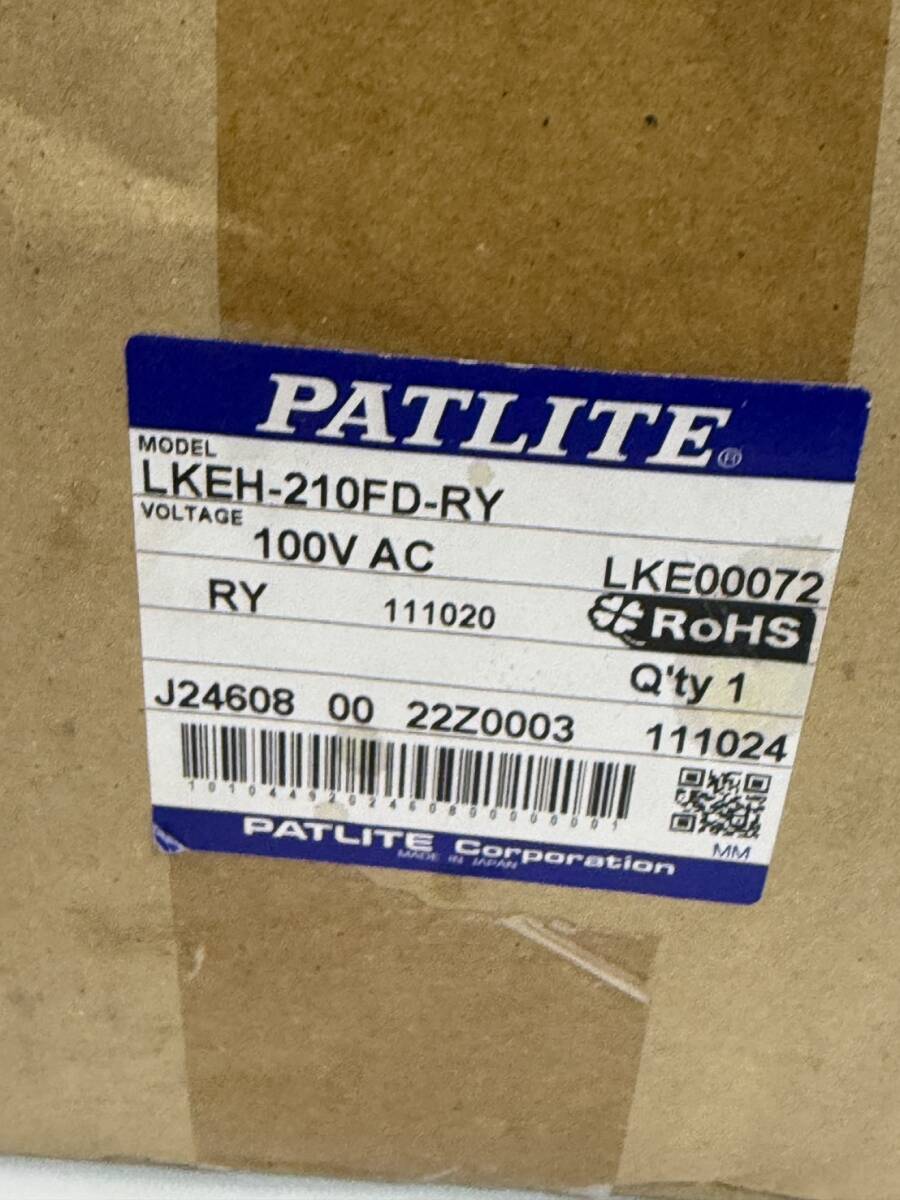 PATLITE®
MODEL
LKEH-210FD-RY
VOLTAGE
100V AC
LKE00072
RY 111020 RoHS
Q'ty 1
J24608 00 22Z0003 111024
10104492024608000000001
MM
PATLITE Corporation
MADE IN JAPAN